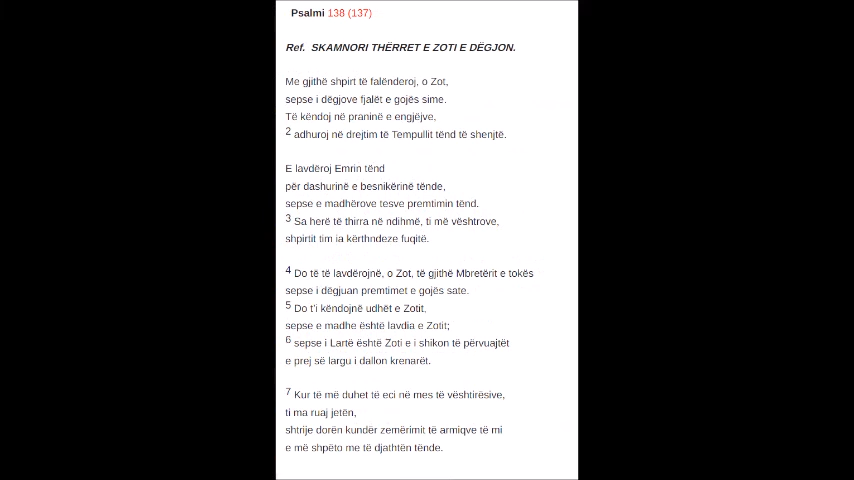 Psalmi 138 (137)
Ref. SKAMNORI THËRRET E ZOTI E DËGJON.
Me gjithë shpirt të falënderoj, o Zot,
sepse i dëgjove fjalët e gojës sime.
Të këndoj në praninë e engjëjve,
2 adhuroj në drejtim të Tempullit tënd të shenjtë.
E lavdëroj Emrin tënd
për dashurinë e besnikërinë tënde,
sepse e madhërove tesve premtimin tënd.
3 Sa herë të thirra në ndihmë, ti më vështrove,
shpirtit tim ia kërthndeze fuqitë.
4 Do të të lavdërojnë, o Zot, të gjithë Mbretërit e tokës
sepse i dëgjuan premtimet e gojës sate.
5 Do t'i këndojnë udhët e Zotit,
sepse e madhe është lavdia e Zotit;
6 sepse i Lartë është Zoti e i shikon të përvuajtët
e prej së largu i dallon krenarët.
7 Kur të më duhet të eci në mes të vështirësive,
ti ma ruaj jetën,
shtrije dorën kundër zemërimit të armiqve të mi
e më shpëto me të djathtën tënde.